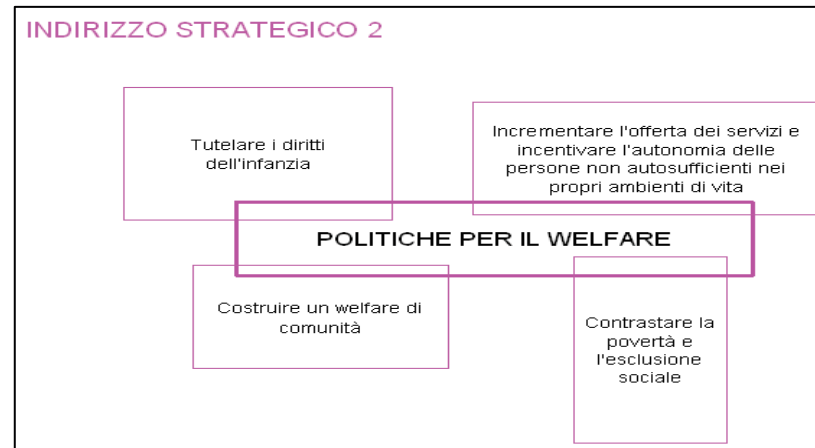 INDIRIZZO STRATEGICO 2
Tutelare i diritti
dell'infanzia
Incrementare l'offerta dei servizi e
incentivare l'autonomia delle
persone non autosufficienti nei
propri ambienti di vita
POLITICHE PER IL WELFARE
Costruire un welfare di
comunità
Contrastare la
povertà e
l'esclusione
sociale